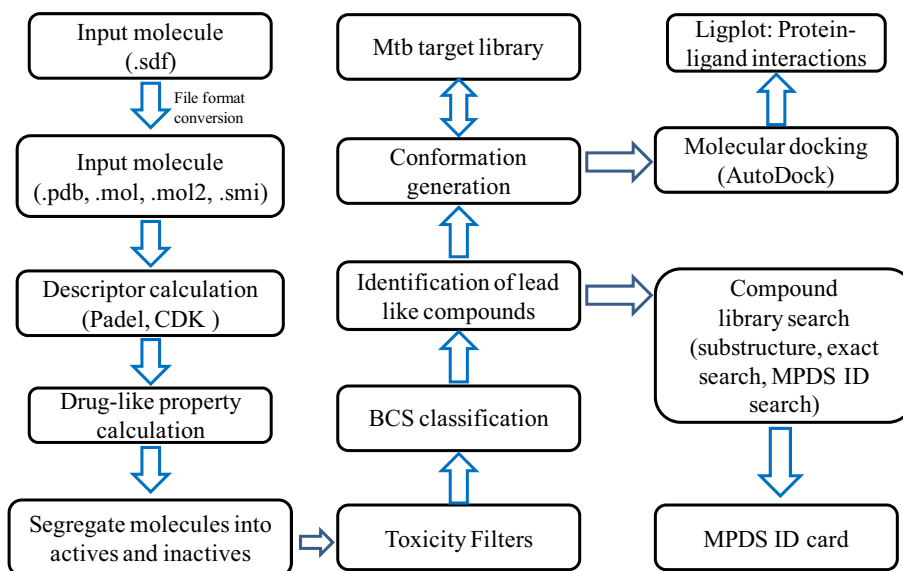 Input molecule
(.sdf)
File format
conversion
Input molecule
(.pdb, .mol, .mol2, .smi)
Descriptor calculation
(Padel, CDK )
Drug-like property
calculation
Segregate molecules into
actives and inactives
Mtb target library
Conformation
generation
Identification of lead
like compounds
BCS classification
Toxicity Filters
Ligplot: Protein-
ligand interactions
Molecular docking
(AutoDock)
Compound
library search
(substructure, exact
search, MPDS ID
search)
MPDS ID card